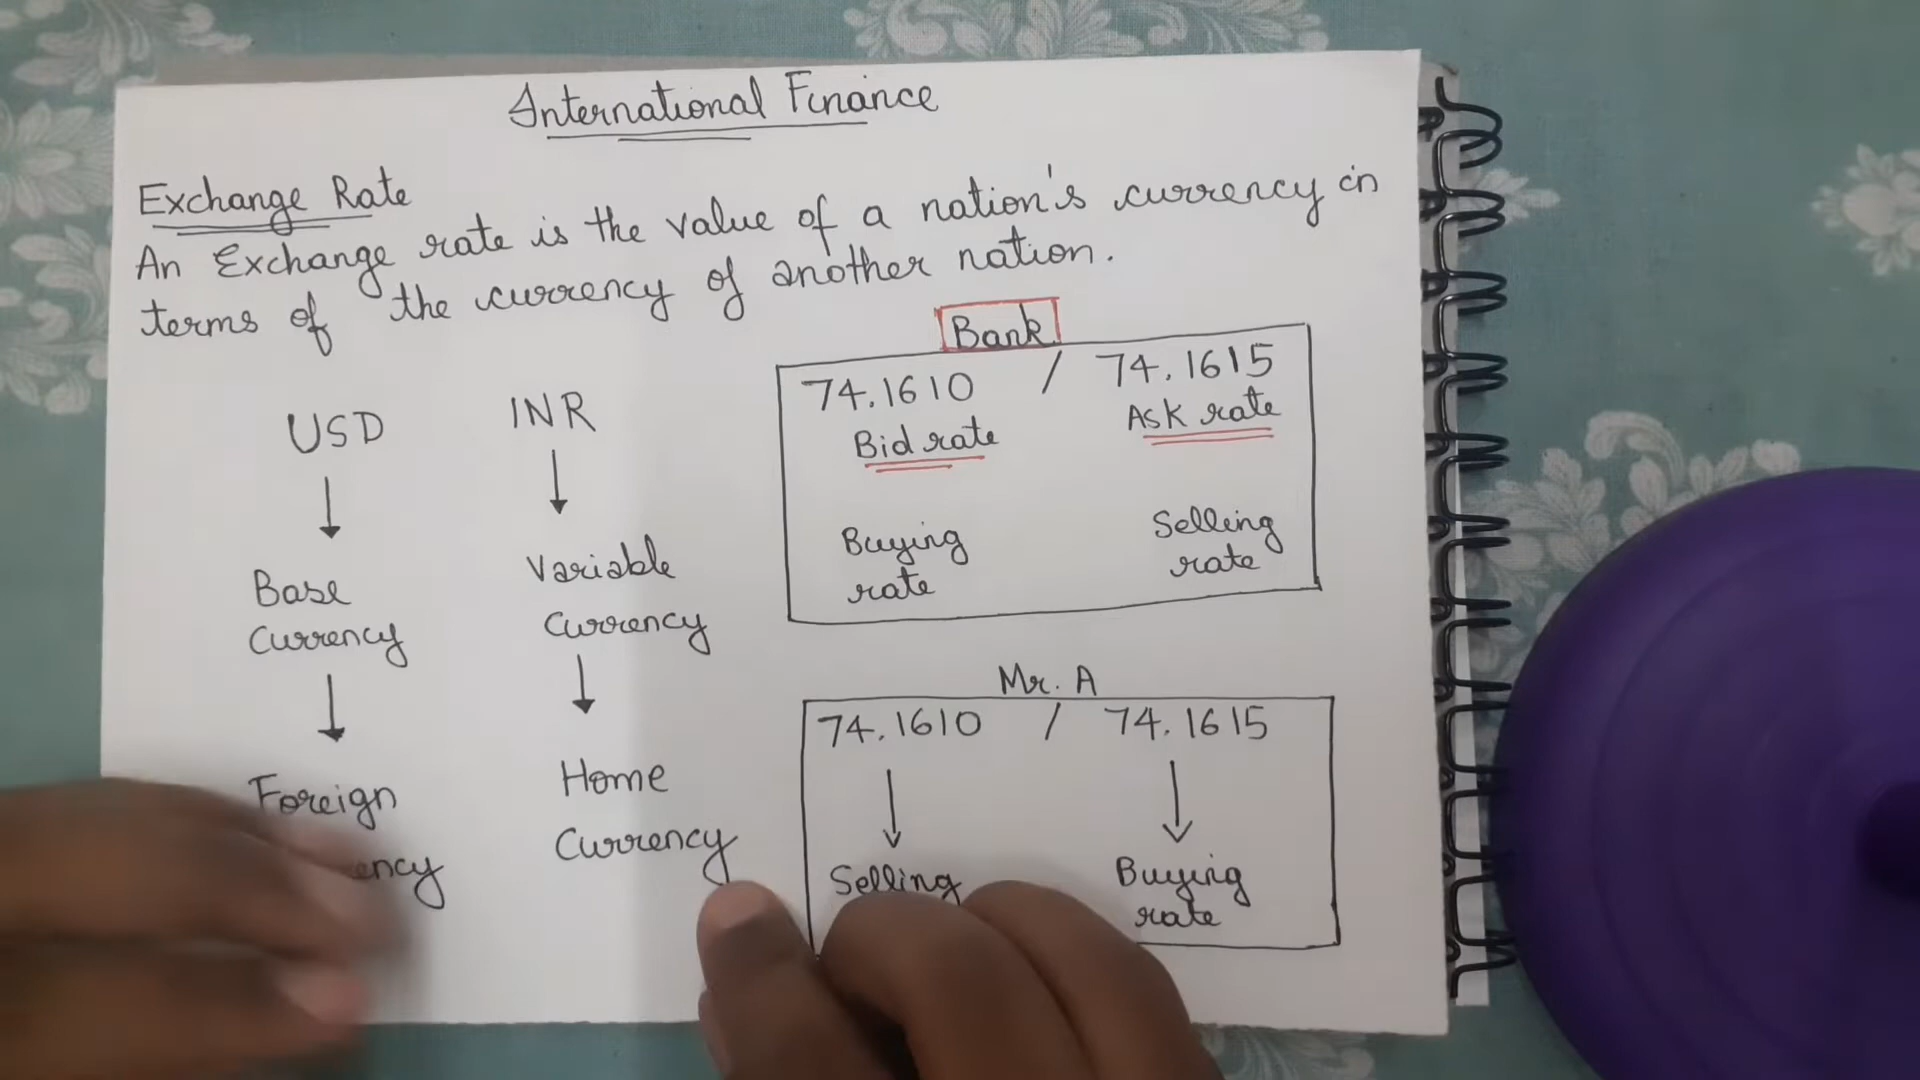 International Finance
Exchange Rate
An Exchange rate is the value of a nation's currency in
terms of the currency of another nation.
USD
Base
Currency
Foreign
INR
Variable
Currency
Home
Currency
Bank
74.1610 / 74.1615
Bid rate Ask rate
Buying
rate
Selling
rate
Mr. A
74.1610 / 74.1615
Selling
Buying
rate